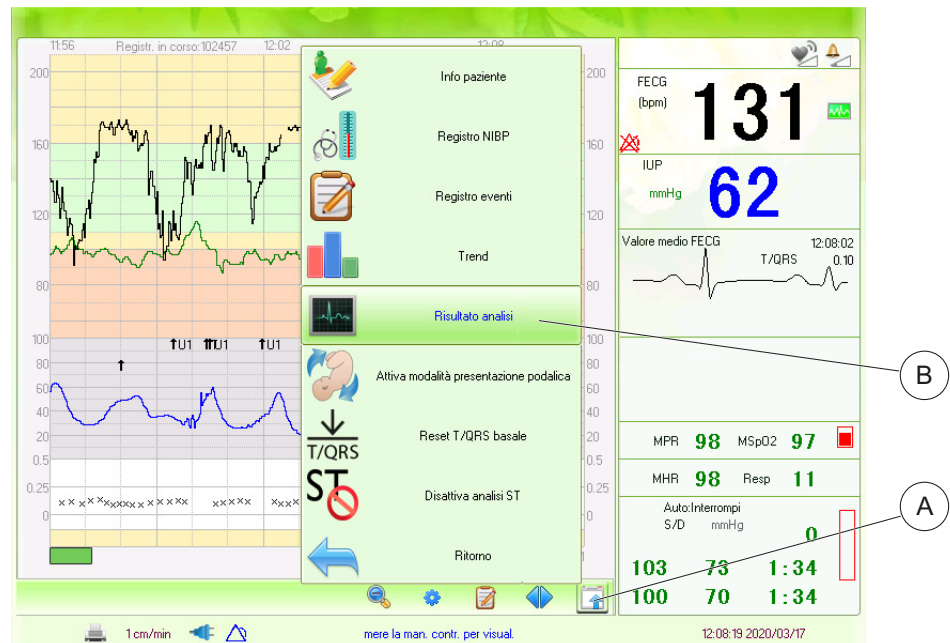 11:56 Registr. in corso:102457 12:02 12:08
200
160
120
80
100
80
60
40
20
0.5
0.25
0
U1 U1 U1
Info paziente
Registro NIBP
Registro eventi
Trend
Risultato analisi
Attiva modalità presentazione podalica
T/QRS Reset T/QRS basale
ST Disattiva analisi ST
Ritorno
200
160
120
80
100
80
60
40
20
0.5
0
FECG
(bpm) 131
IUP
mmHg 62
Valore medio FECG 12:08:02
T/QRS 0.10
MPR 98 MSpO2 97
MHR 98 Resp 11
Auto:Interrompi
S/D mmHg 0
103 73 1:34
100 70 1:34
B
A
1 cm/min mere la man. contr. per visual. 12:08:19 2020/03/17